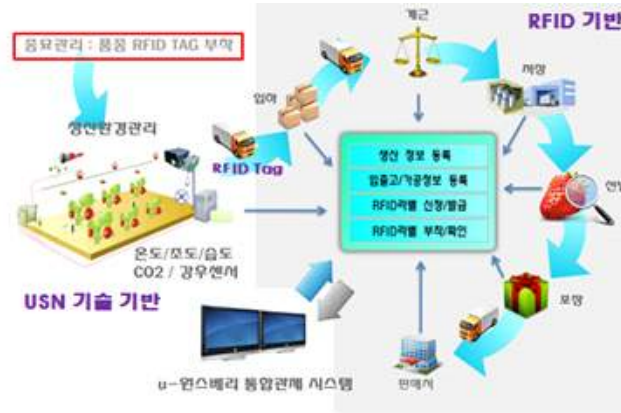 RFID 기반
종묘관리 : 품종 RFID TAG 부착
계근
저장
입하
생산환경관리
RFID Tag
생산 정보 등록
입출고/가공정보 등록
RFID라벨 신청/발급
RFID라벨 부착/확인
온도/조도/습도
CO2 / 강우센서
USN 기술 기반
포장
판매처
u-원스베리 통합관제 시스템